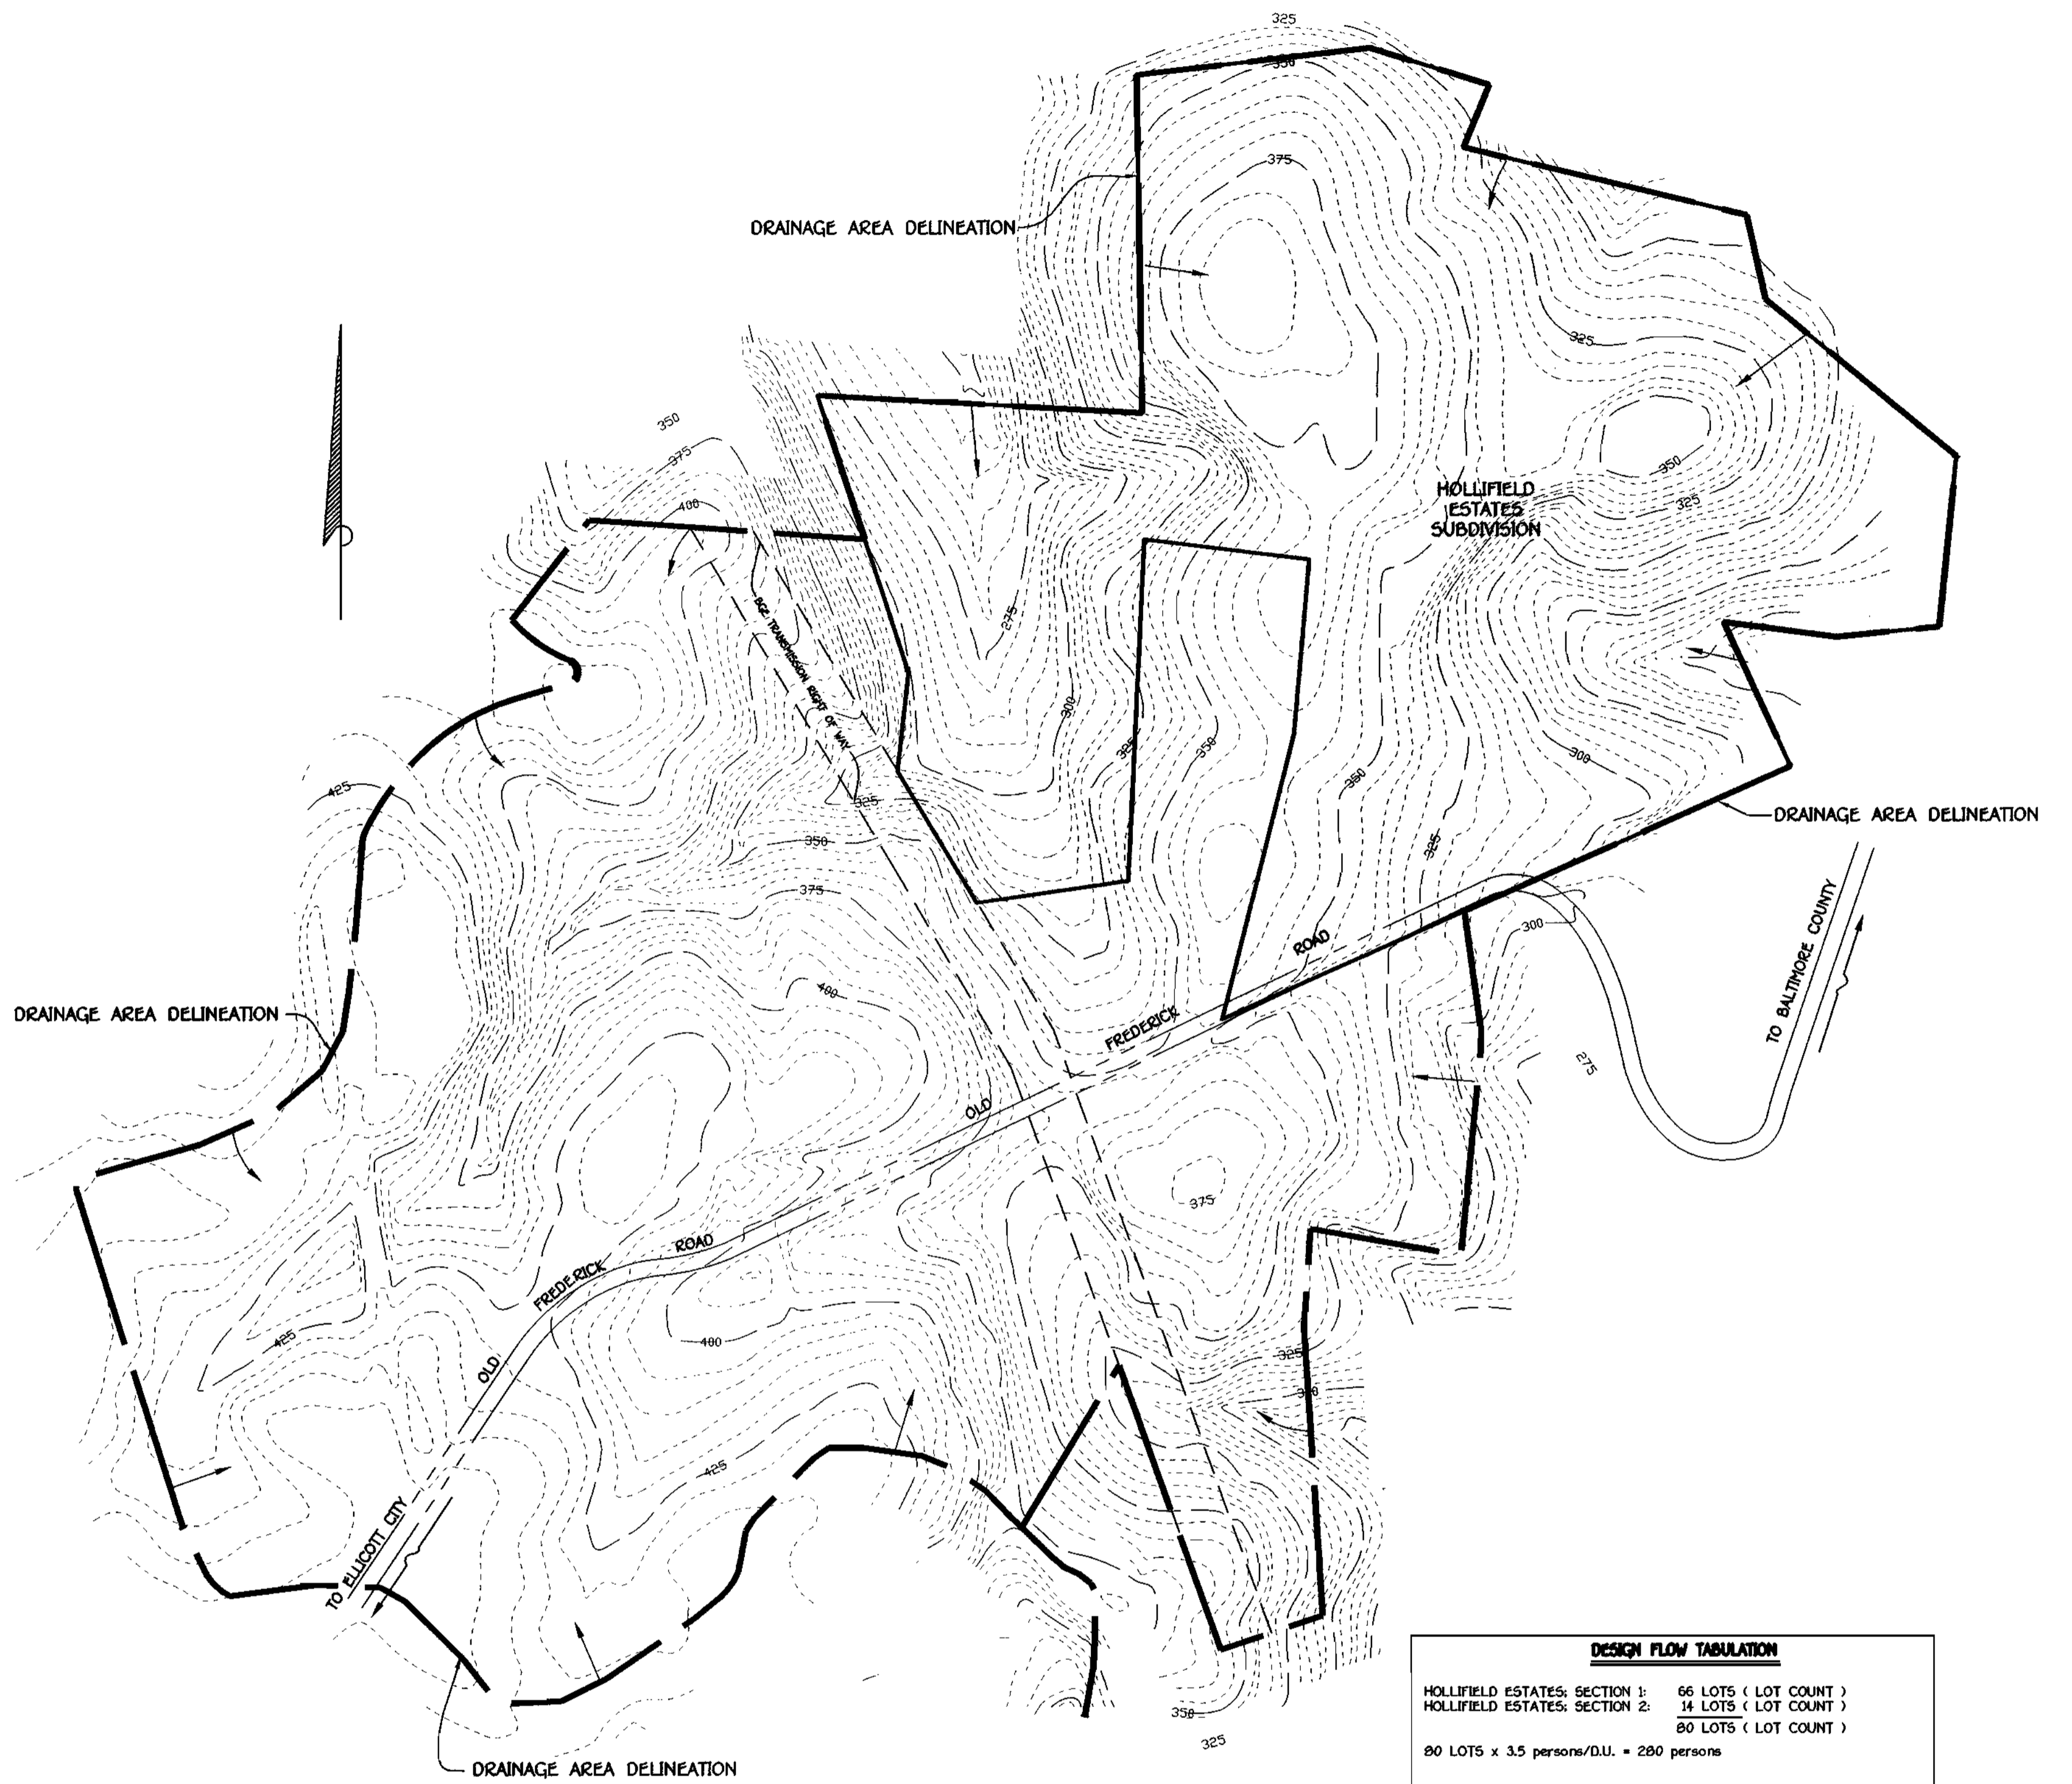 325
350
375
DRAINAGE AREA DELINEATION
325
350
375
400
350
325
HOLLIFIELD
ESTATES
SUBDIVISION
275
BGE TRANSMISSION RIGHT OF WAY
300
325
350
350
300
425
325
350
325
DRAINAGE AREA DELINEATION
375
300
TO BALTIMORE COUNTY
400
DRAINAGE AREA DELINEATION
OLD FREDERICK ROAD
275
375
OLD FREDERICK ROAD
425
400
325
425
TO ELLICOTT CITY
350
325
DRAINAGE AREA DELINEATION
DESIGN FLOW TABULATION
HOLLIFIELD ESTATES; SECTION 1: 66 LOTS ( LOT COUNT )
HOLLIFIELD ESTATES; SECTION 2: 14 LOTS ( LOT COUNT )
80 LOTS ( LOT COUNT )
80 LOTS x 3.5 persons/D.U. = 280 persons